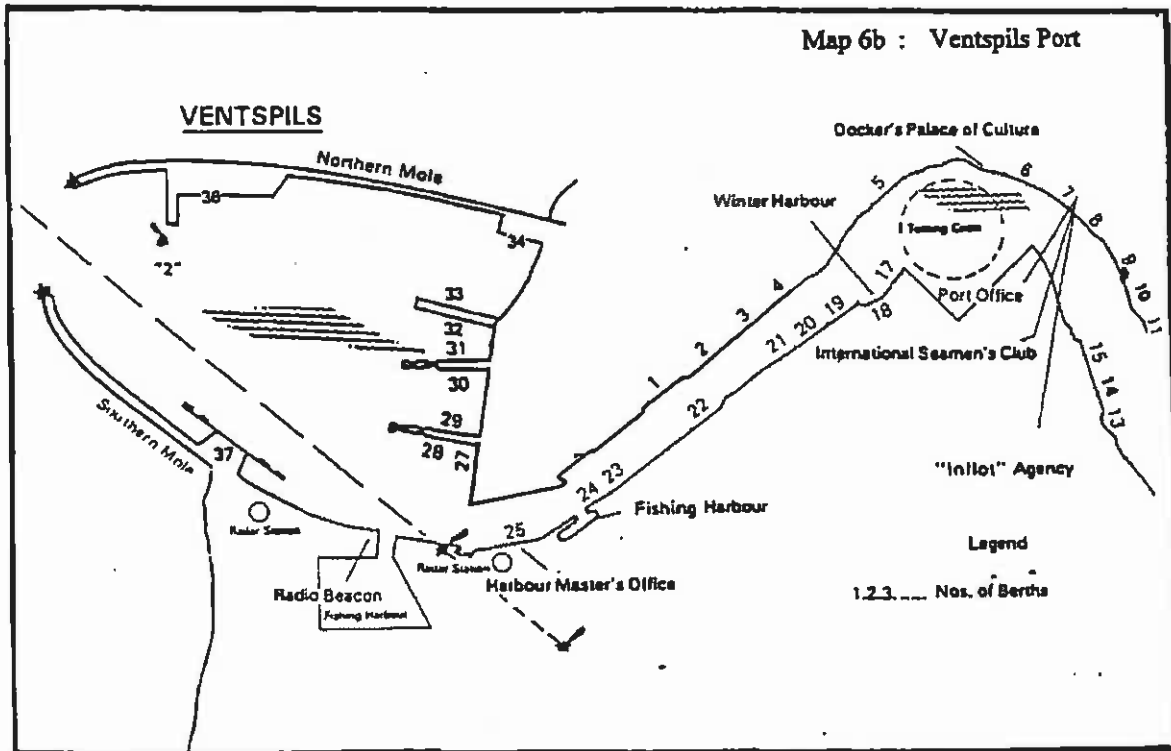 Map 6b : Ventspils Port
VENTSPILS
Docker's Palace of Culture
Northern Mole
6
5
7
36
Winter Harbour
8
Turning
34
"2"
9
17
33
4
Port Office
10
32
3
19
18
11
20
31
2
21
International Seamen's Club
30
15
1
14
29
22
13
28
27
Southern Mole
37
"Inflot" Agency
23
24
Fishing Harbour
Radar Station
25
Legend
Radar Station
Harbour Master's Office
Radio Beacon
1.2.3.___ Nos. of Berths
Fishing Harbour